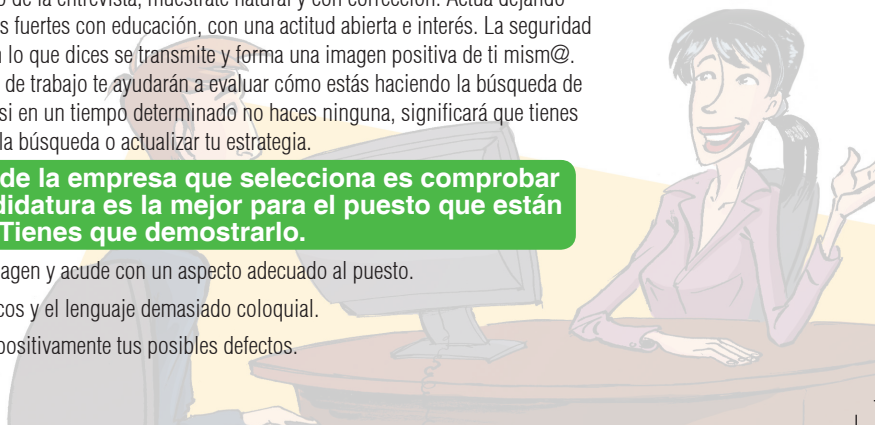 o de la entrevista, muéstrate natural y con corrección. Actúa dejando
s fuertes con educación, con una actitud abierta e interés. La seguridad
lo que dices se transmite y forma una imagen positiva de ti mism@.
de trabajo te ayudarán a evaluar cómo estás haciendo la búsqueda de
si en un tiempo determinado no haces ninguna, significará que tienes
la búsqueda o actualizar tu estrategia.
de la empresa que selecciona es comprobar
didatura es la mejor para el puesto que están
Tienes que demostrarlo.
agen y acude con un aspecto adecuado al puesto.
cos y el lenguaje demasiado coloquial.
positivamente tus posibles defectos.